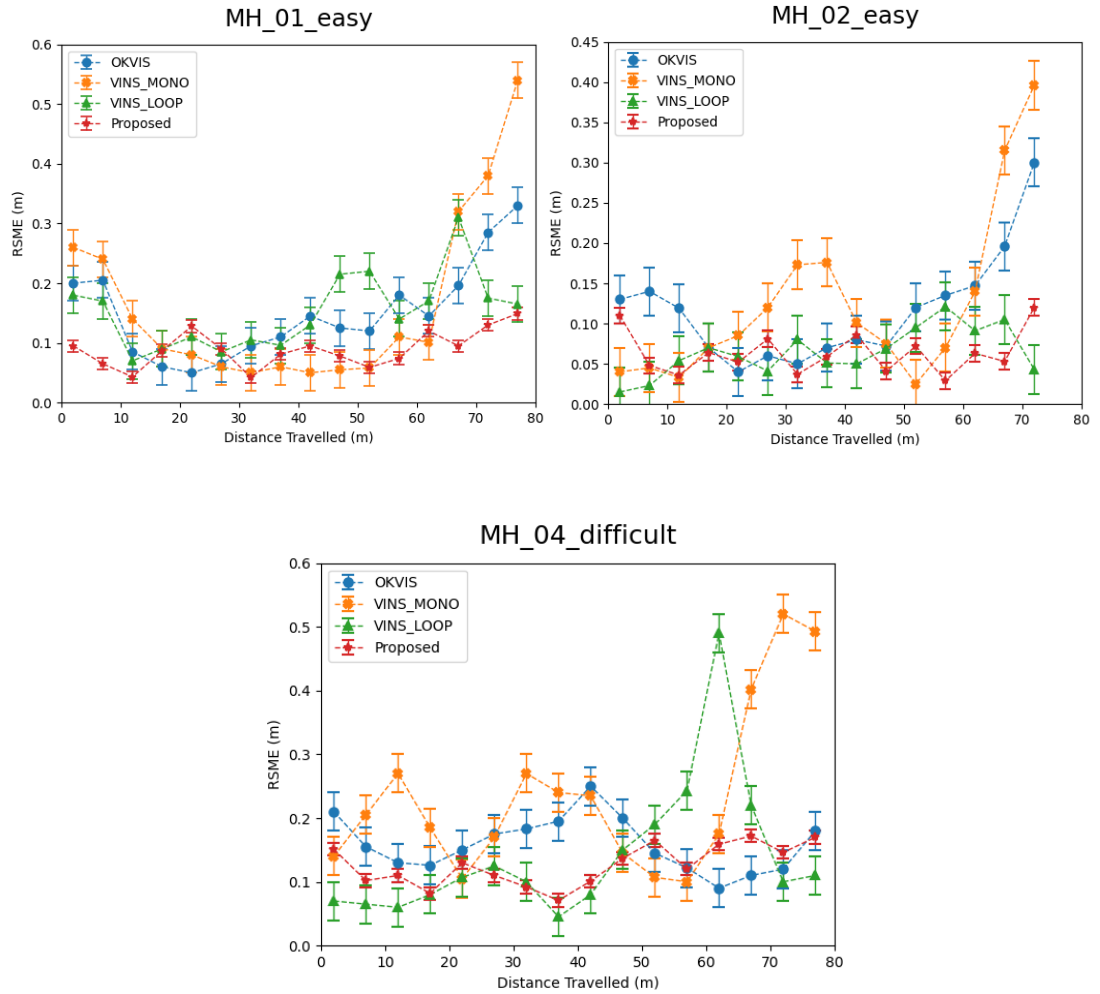 MH_01_easy
0.6
0.5
0.4
0.3
0.2
0.1
0.0
RSME (m)
OKVIS
VINS_MONO
VINS_LOOP
Proposed
0 10 20 30 40 50 60 70 80
Distance Travelled (m)
MH_02_easy
0.45
0.40
0.35
0.30
0.25
0.20
0.15
0.10
0.05
0.00
RSME (m)
OKVIS
VINS_MONO
VINS_LOOP
Proposed
0 10 20 30 40 50 60 70 80
Distance Travelled (m)
MH_04_difficult
0.6
0.5
0.4
0.3
0.2
0.1
0.0
RSME (m)
OKVIS
VINS_MONO
VINS_LOOP
Proposed
0 10 20 30 40 50 60 70 80
Distance Travelled (m)